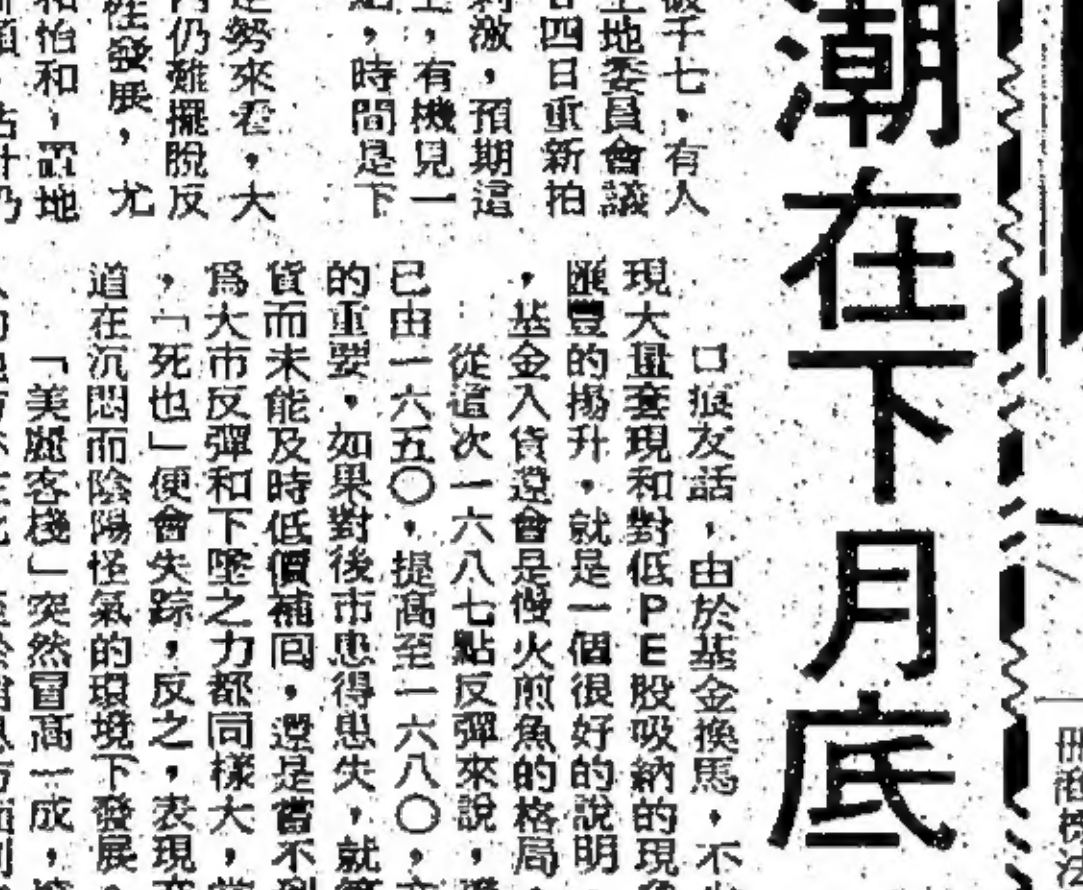 潮在下月底
破千七，有人
土地委員會議
廿四日重新拍
刺激，預期這
上，有機見一
點，時間是下
走勢來看，大
內仍難擺脫反
性發展，尤
和怡和，置地
口痕友話，由於基金換馬，不
現大量套現和對低PE股吸納的現
匯豐的揚升，就是一個很好的說明
，基金入貨還會是慢火煎魚的格局
從這次一六八七點反彈來說，
已由一六五〇，提高至一六八〇，
的重要，如果對後市患得患失，就
貨而未能及時低價補回，還是當不
爲大市反彈和下墜之力都同樣大，
，「死也」便會失踪，反之，表現
道在沉悶而陰陽怪氣的環境下發展，
「美麗客棧」突然冒高一成，